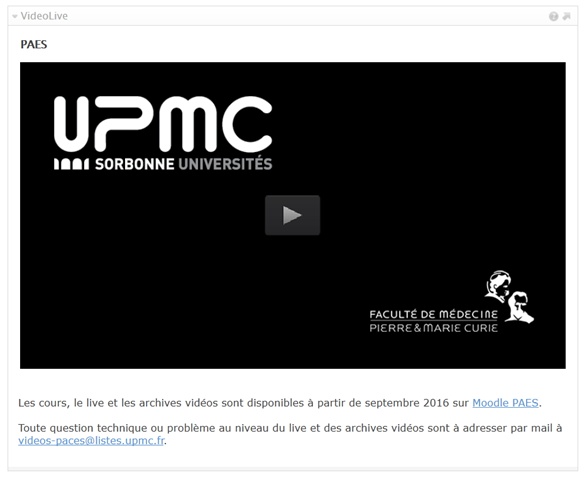 VideoLive
PAES
UPMC
SORBONNE UNIVERSITÉS
FACULTÉ DE MÉDECINE
PIERRE & MARIE CURIE
Les cours, le live et les archives vidéos sont disponibles à partir de septembre 2016 sur Moodle PAES.
Toute question technique ou problème au niveau du live et des archives vidéos sont à adresser par mail à
videos-paces@listes.upmc.fr.